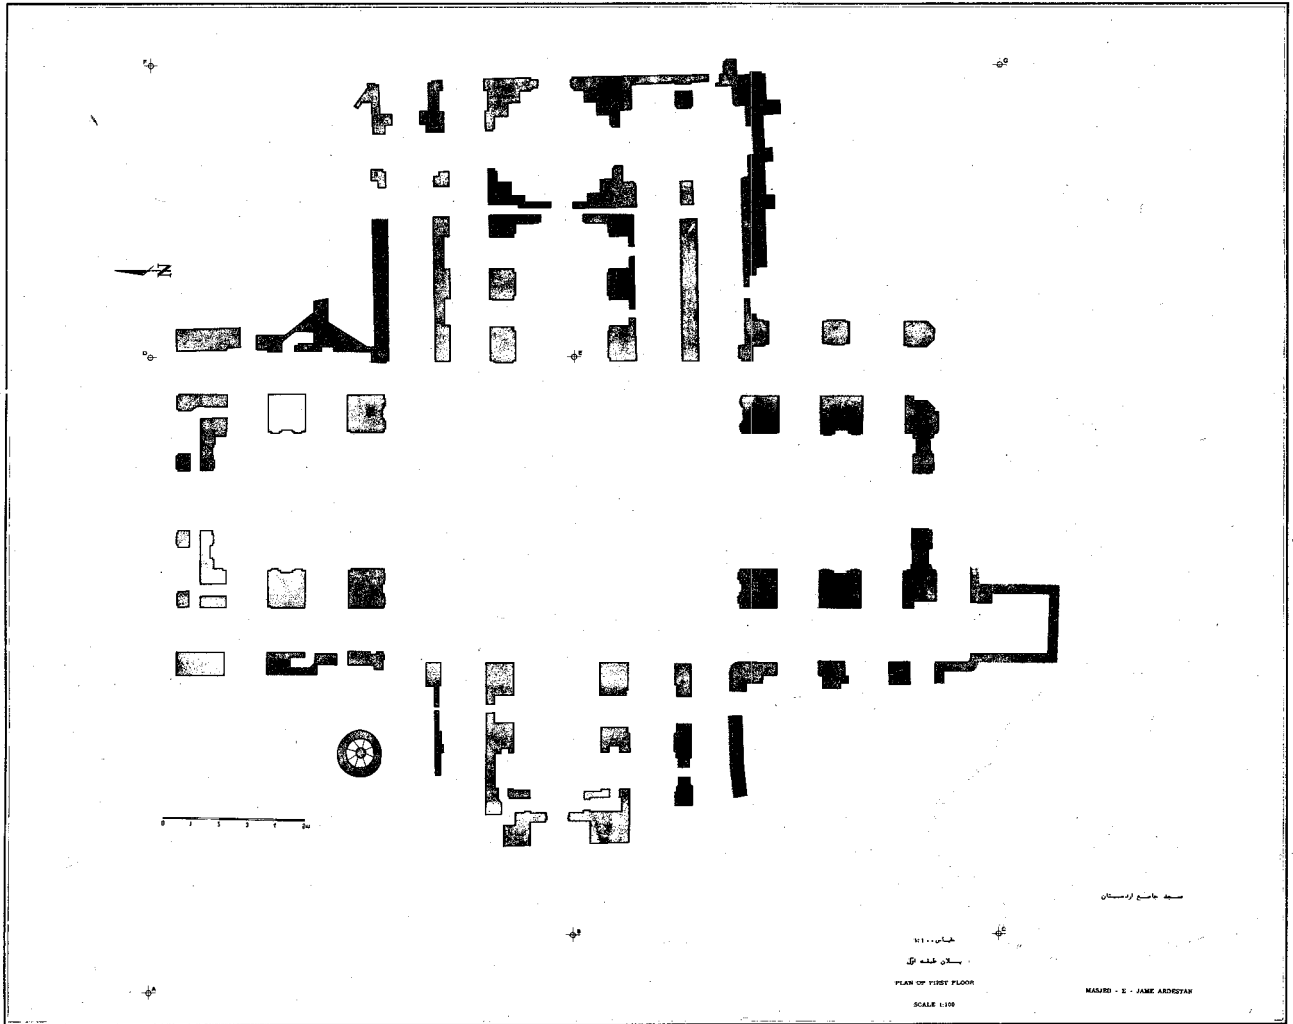 F
G
N
D
E
B
C
A
مسجد جامع اردستان
مقیاس ۱:۱۰۰
پلان طبقه اول
PLAN OF FIRST FLOOR
SCALE 1:100
MASJED - E - JAME ARDESTAN